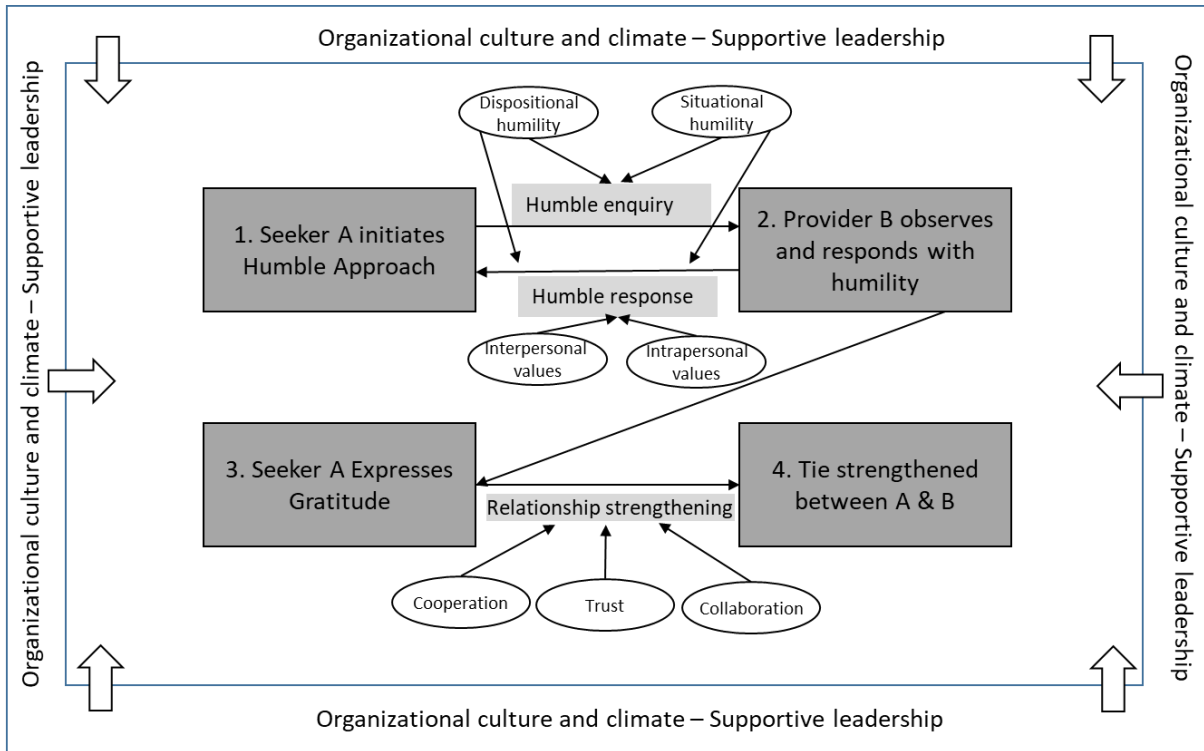 Organizational culture and climate – Supportive leadership
Organizational culture and climate – Supportive leadership
Organizational culture and climate – Supportive leadership
Dispositional
humility
Situational
humility
Humble enquiry
1. Seeker A initiates
Humble Approach
2. Provider B observes
and responds with
humility
Humble response
Interpersonal
values
Intrapersonal
values
3. Seeker A Expresses
Gratitude
4. Tie strengthened
between A & B
Relationship strengthening
Cooperation
Trust
Collaboration
Organizational culture and climate – Supportive leadership